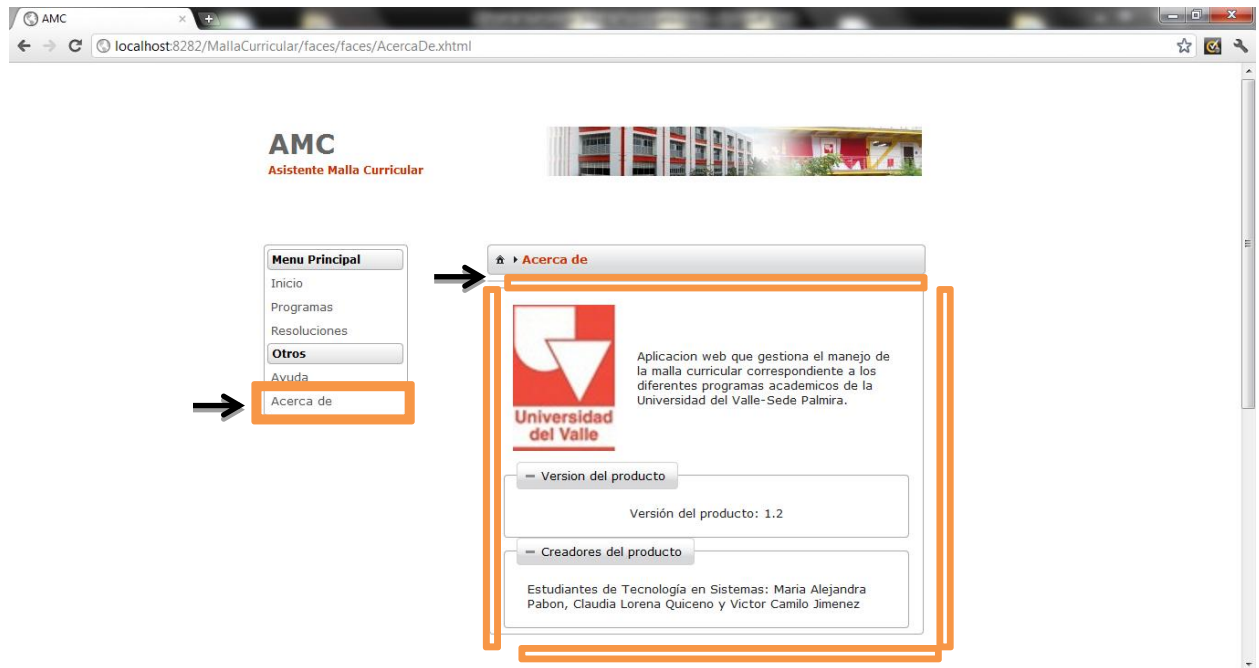 AMC
localhost:8282/MallaCurricular/faces/faces/AcercaDe.xhtml
AMC
Asistente Malla Curricular
Menu Principal
Inicio
Programas
Resoluciones
Otros
Ayuda
Acerca de
Acerca de
Universidad
del Valle
Aplicacion web que gestiona el manejo de
la malla curricular correspondiente a los
diferentes programas academicos de la
Universidad del Valle-Sede Palmira.
Version del producto
Versión del producto: 1.2
Creadores del producto
Estudiantes de Tecnología en Sistemas: Maria Alejandra
Pabon, Claudia Lorena Quiceno y Victor Camilo Jimenez